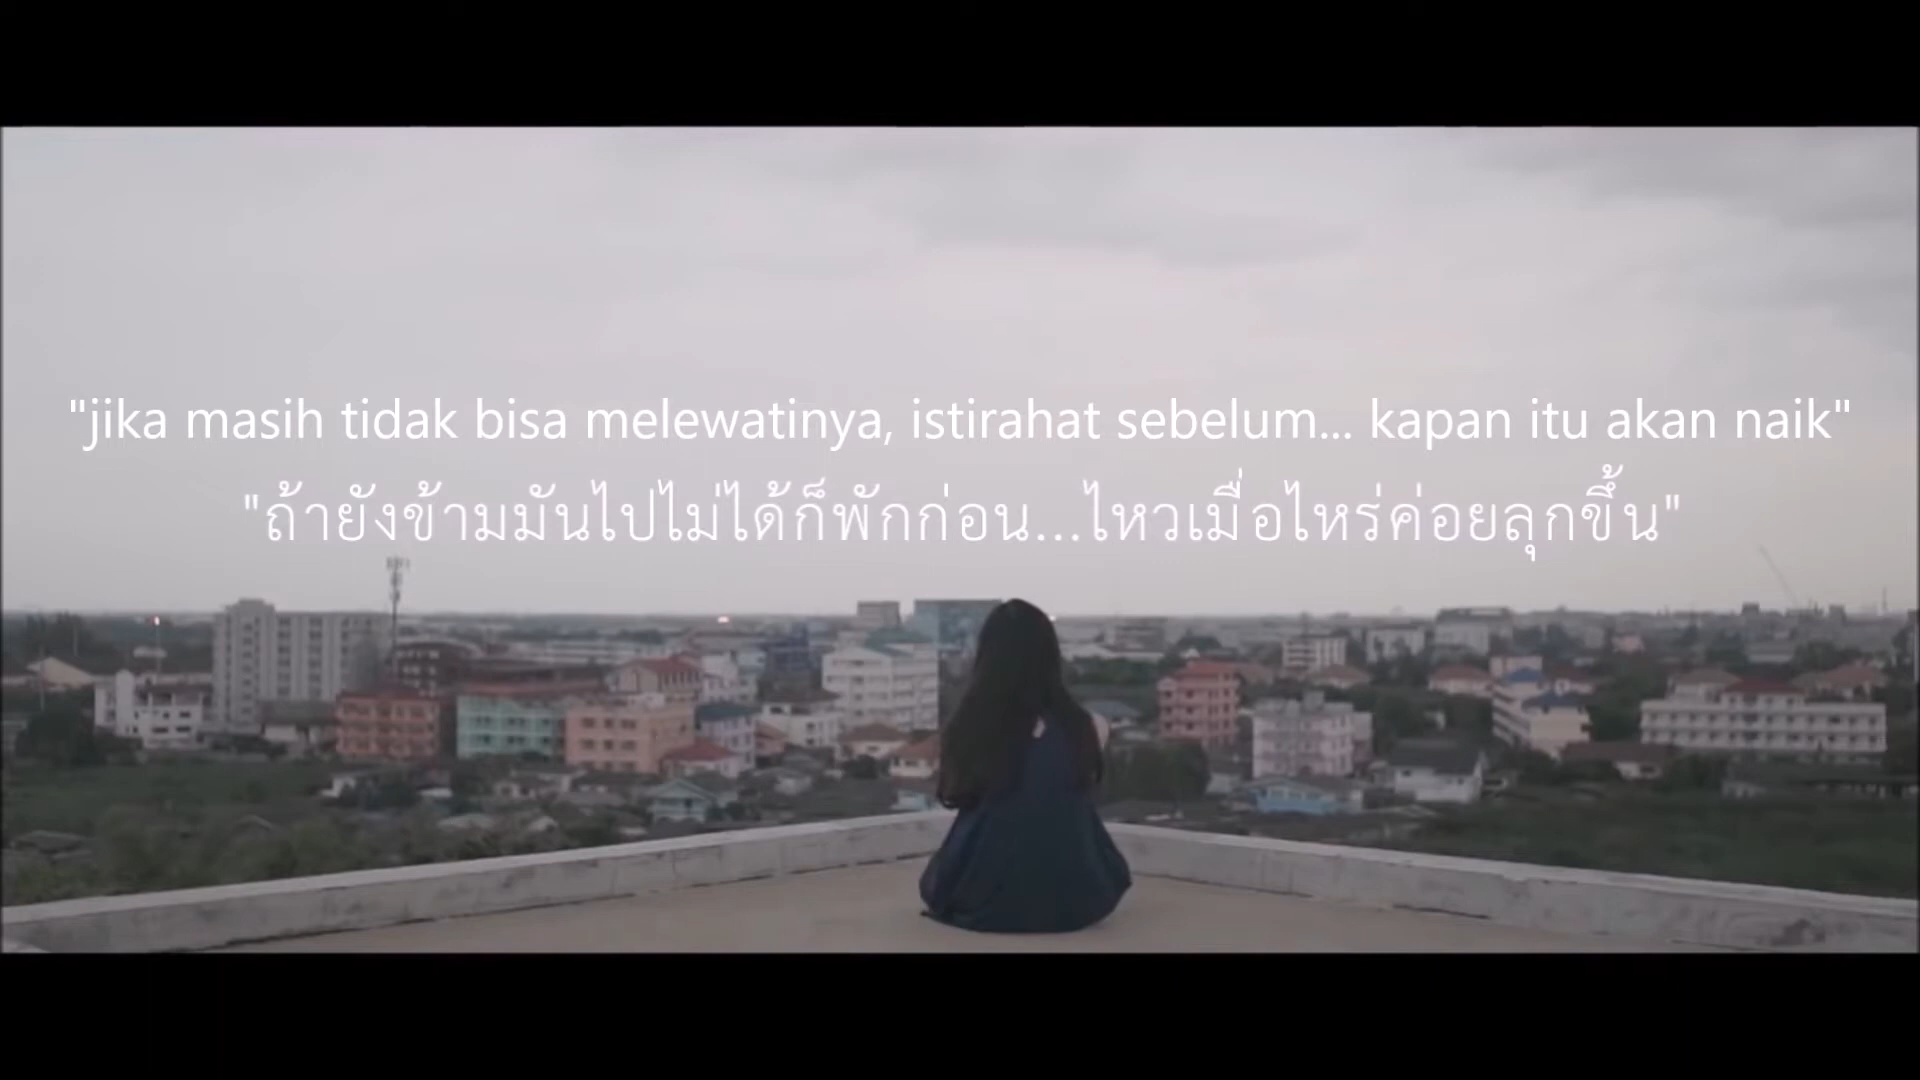 "jika masih tidak bisa melewatinya, istirahat sebelum... kapan itu akan naik"
"ถ้ายังข้ามมันไปไม่ได้ก็พักก่อน...ไหวเมื่อไหร่ค่อยลุกขึ้น"